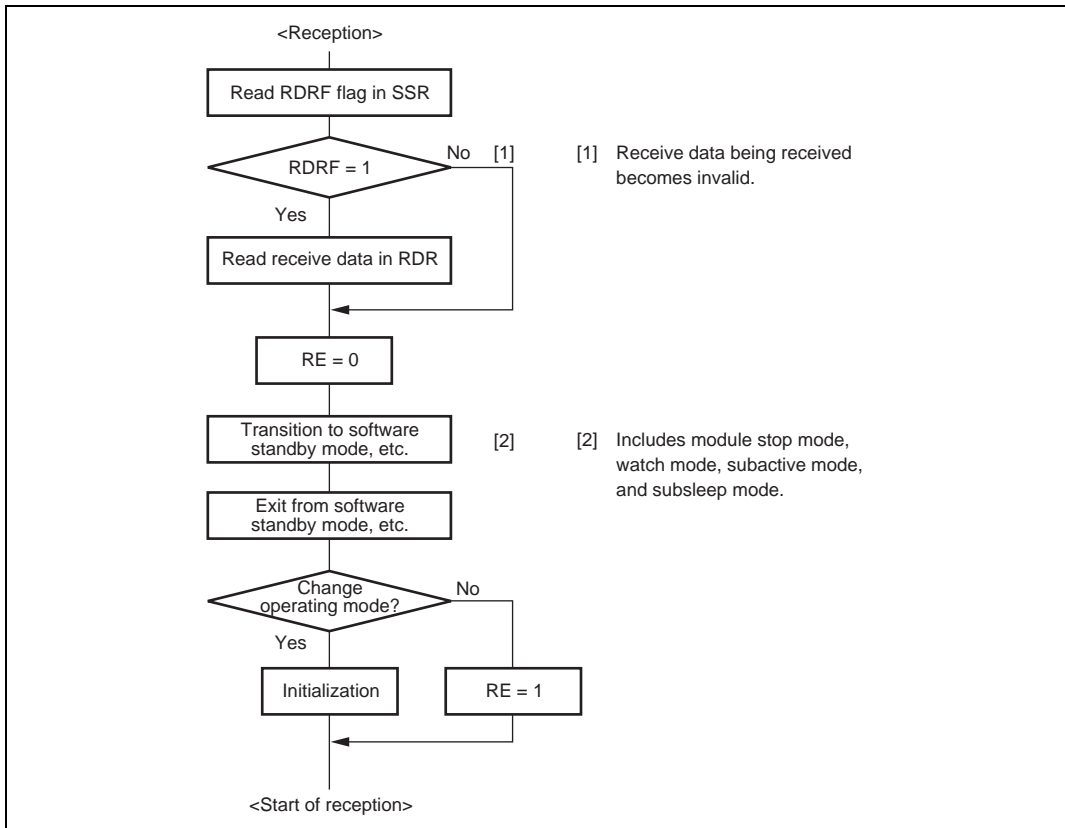 <Reception>
Read RDRF flag in SSR
RDRF = 1
No [1]
[1] Receive data being received
becomes invalid.
Yes
Read receive data in RDR
RE = 0
Transition to software
standby mode, etc.
[2]
[2] Includes module stop mode,
watch mode, subactive mode,
and subsleep mode.
Exit from software
standby mode, etc.
Change
operating mode?
No
Yes
Initialization
RE = 1
<Start of reception>